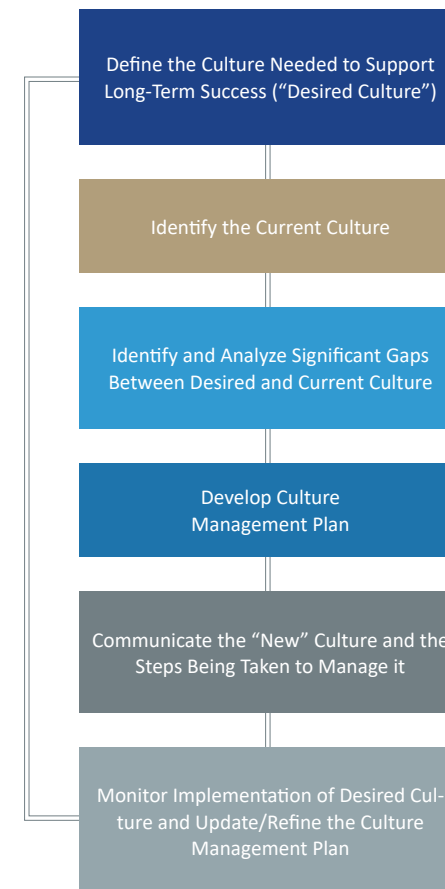 Define the Culture Needed to Support
Long-Term Success (“Desired Culture”)
Identify the Current Culture
Identify and Analyze Significant Gaps
Between Desired and Current Culture
Develop Culture
Management Plan
Communicate the “New” Culture and the
Steps Being Taken to Manage it
Monitor Implementation of Desired Cul-
ture and Update/Refine the Culture
Management Plan